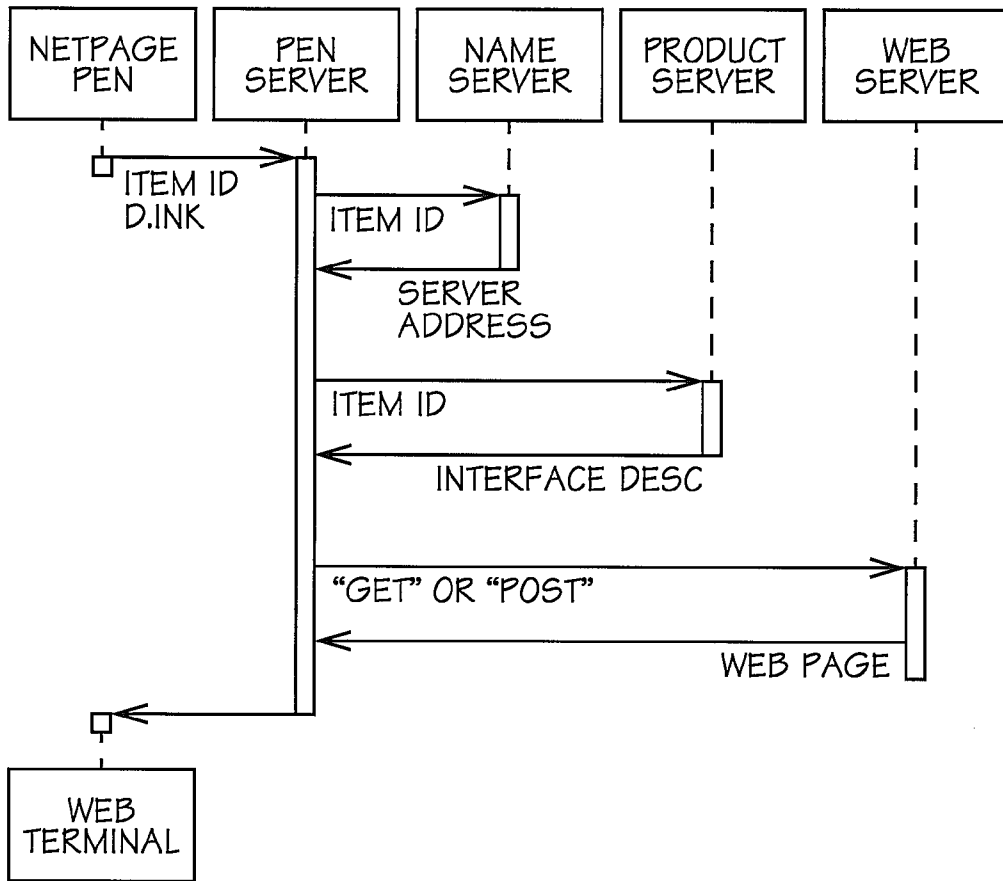 NETPAGE
PEN
PEN
SERVER
NAME
SERVER
PRODUCT
SERVER
WEB
SERVER
ITEM ID
D.INK
ITEM ID
SERVER
ADDRESS
ITEM ID
INTERFACE DESC
“GET” OR “POST”
WEB PAGE
WEB
TERMINAL